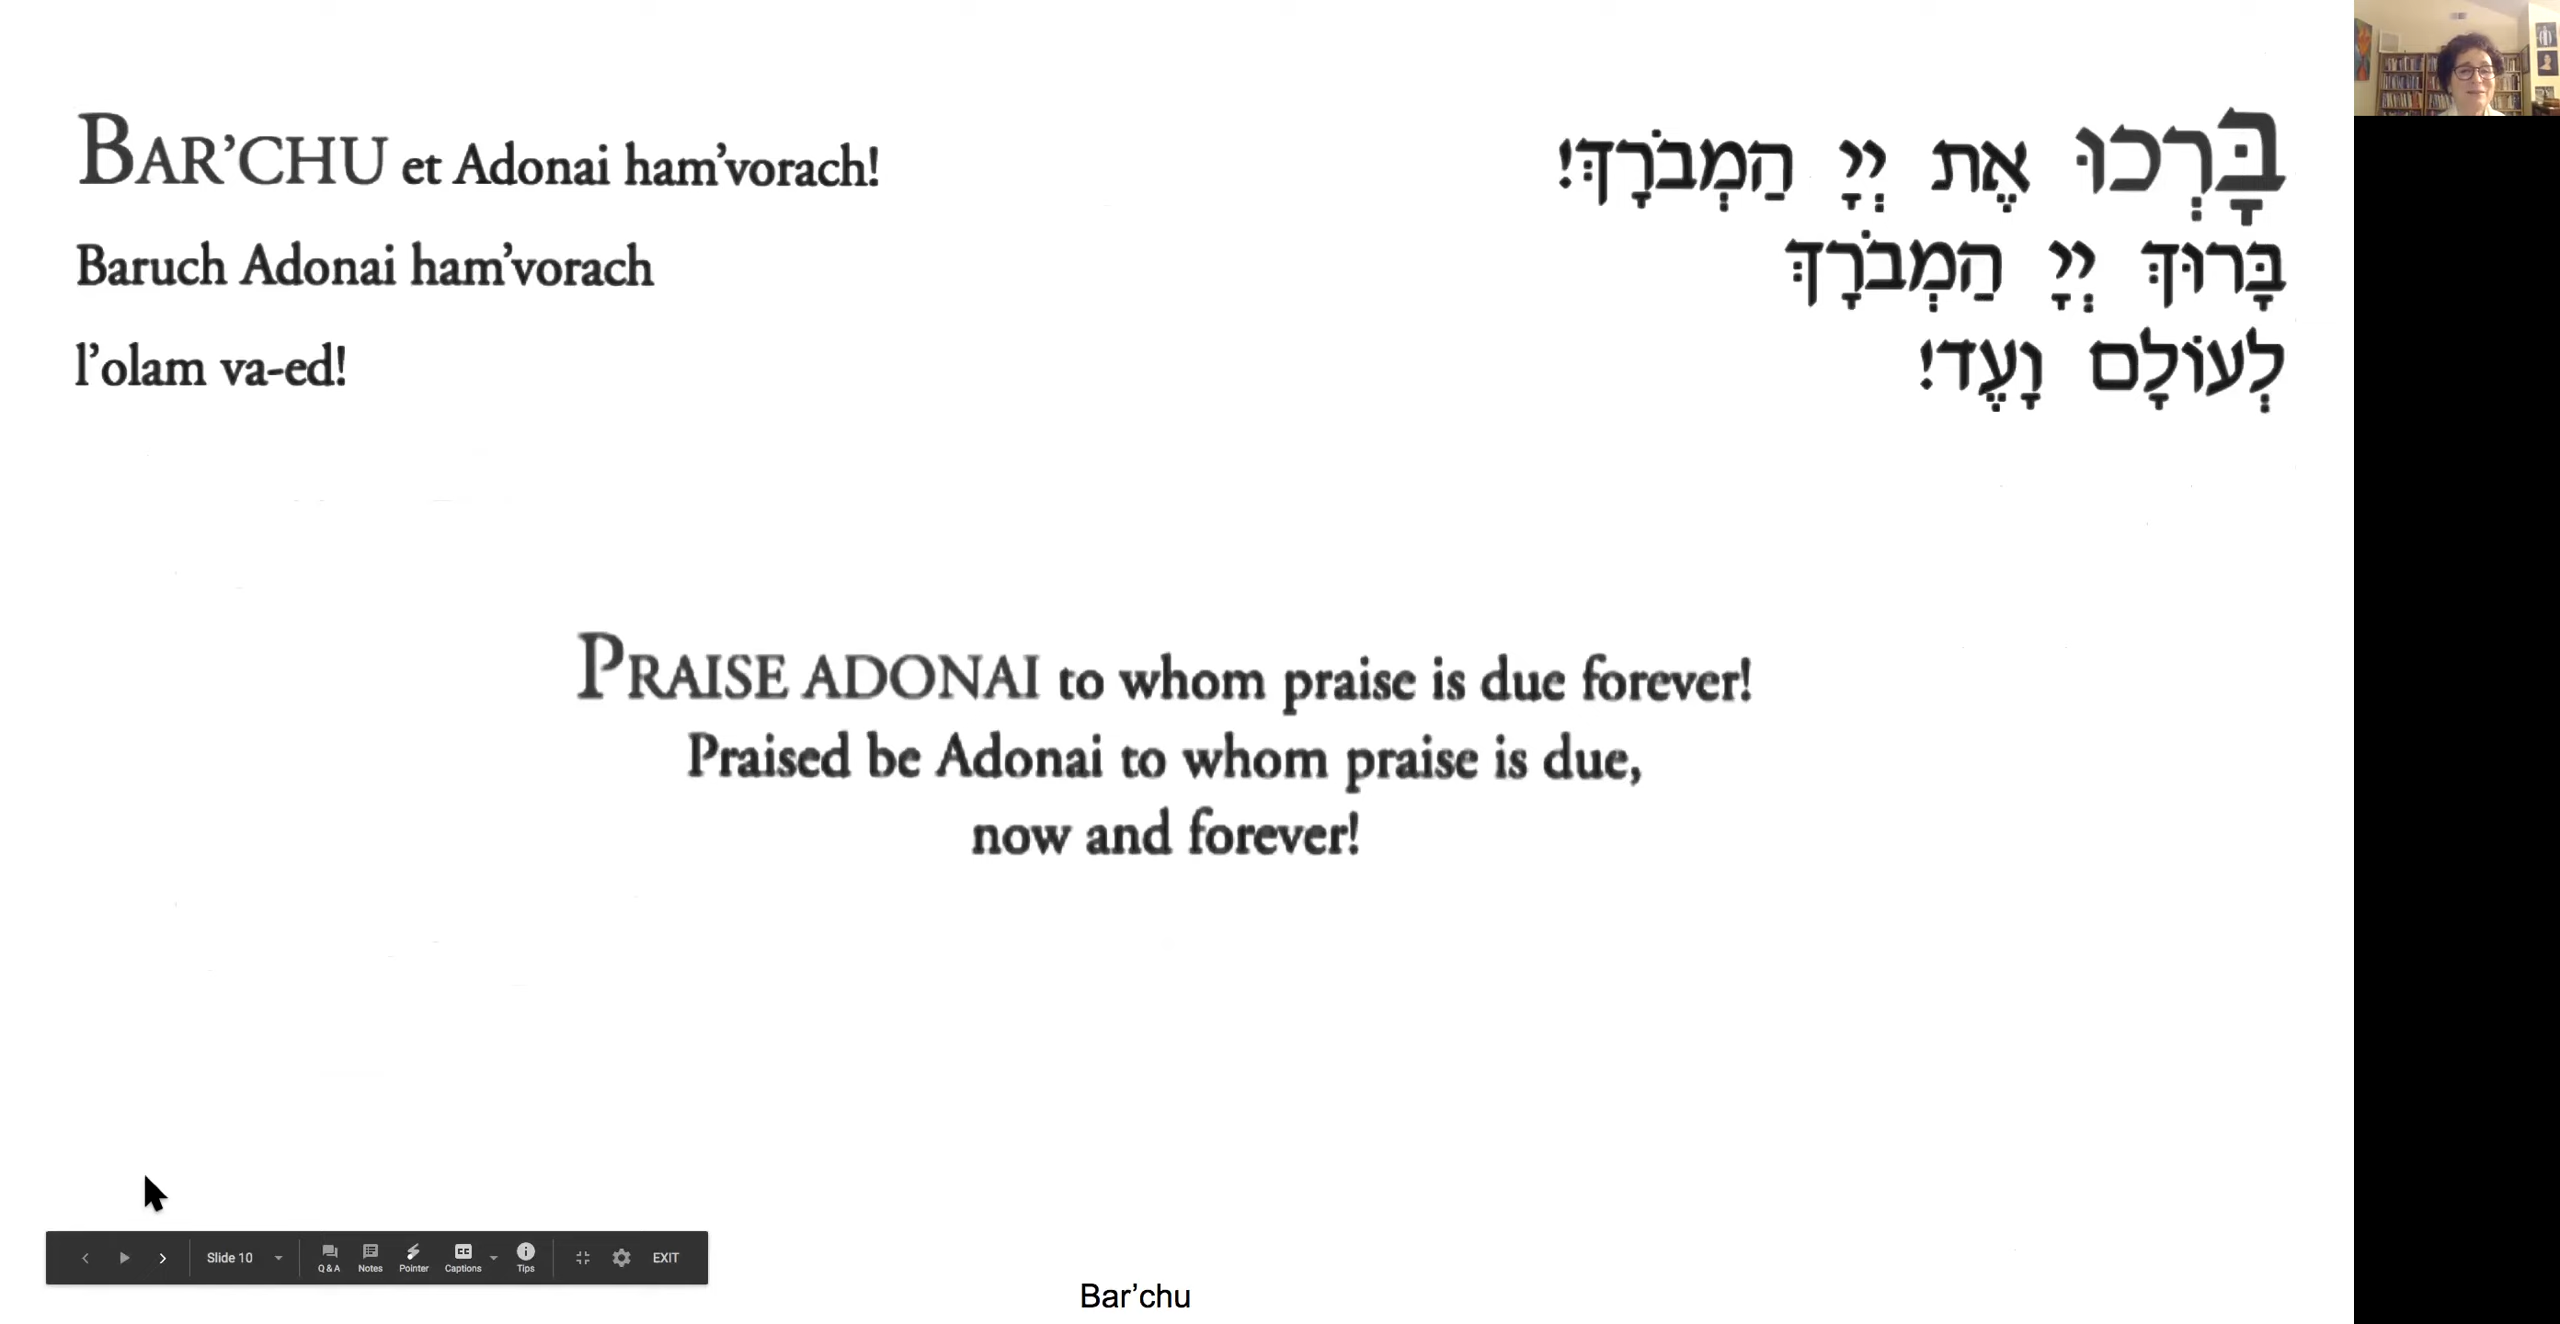 BAR’CHU et Adonai ham’vorach!
Baruch Adonai ham’vorach
l’olam va-ed!
בָּרְכוּ אֶת יְיָ הַמְבֹרָךְ!
בָּרוּךְ יְיָ הַמְבֹרָךְ
לְעוֹלָם וָעֶד!
PRAISE ADONAI to whom praise is due forever!
Praised be Adonai to whom praise is due,
now and forever!
Slide 10
Q & A
Notes
Pointer
CC
Captions
Tips
EXIT
Bar’chu